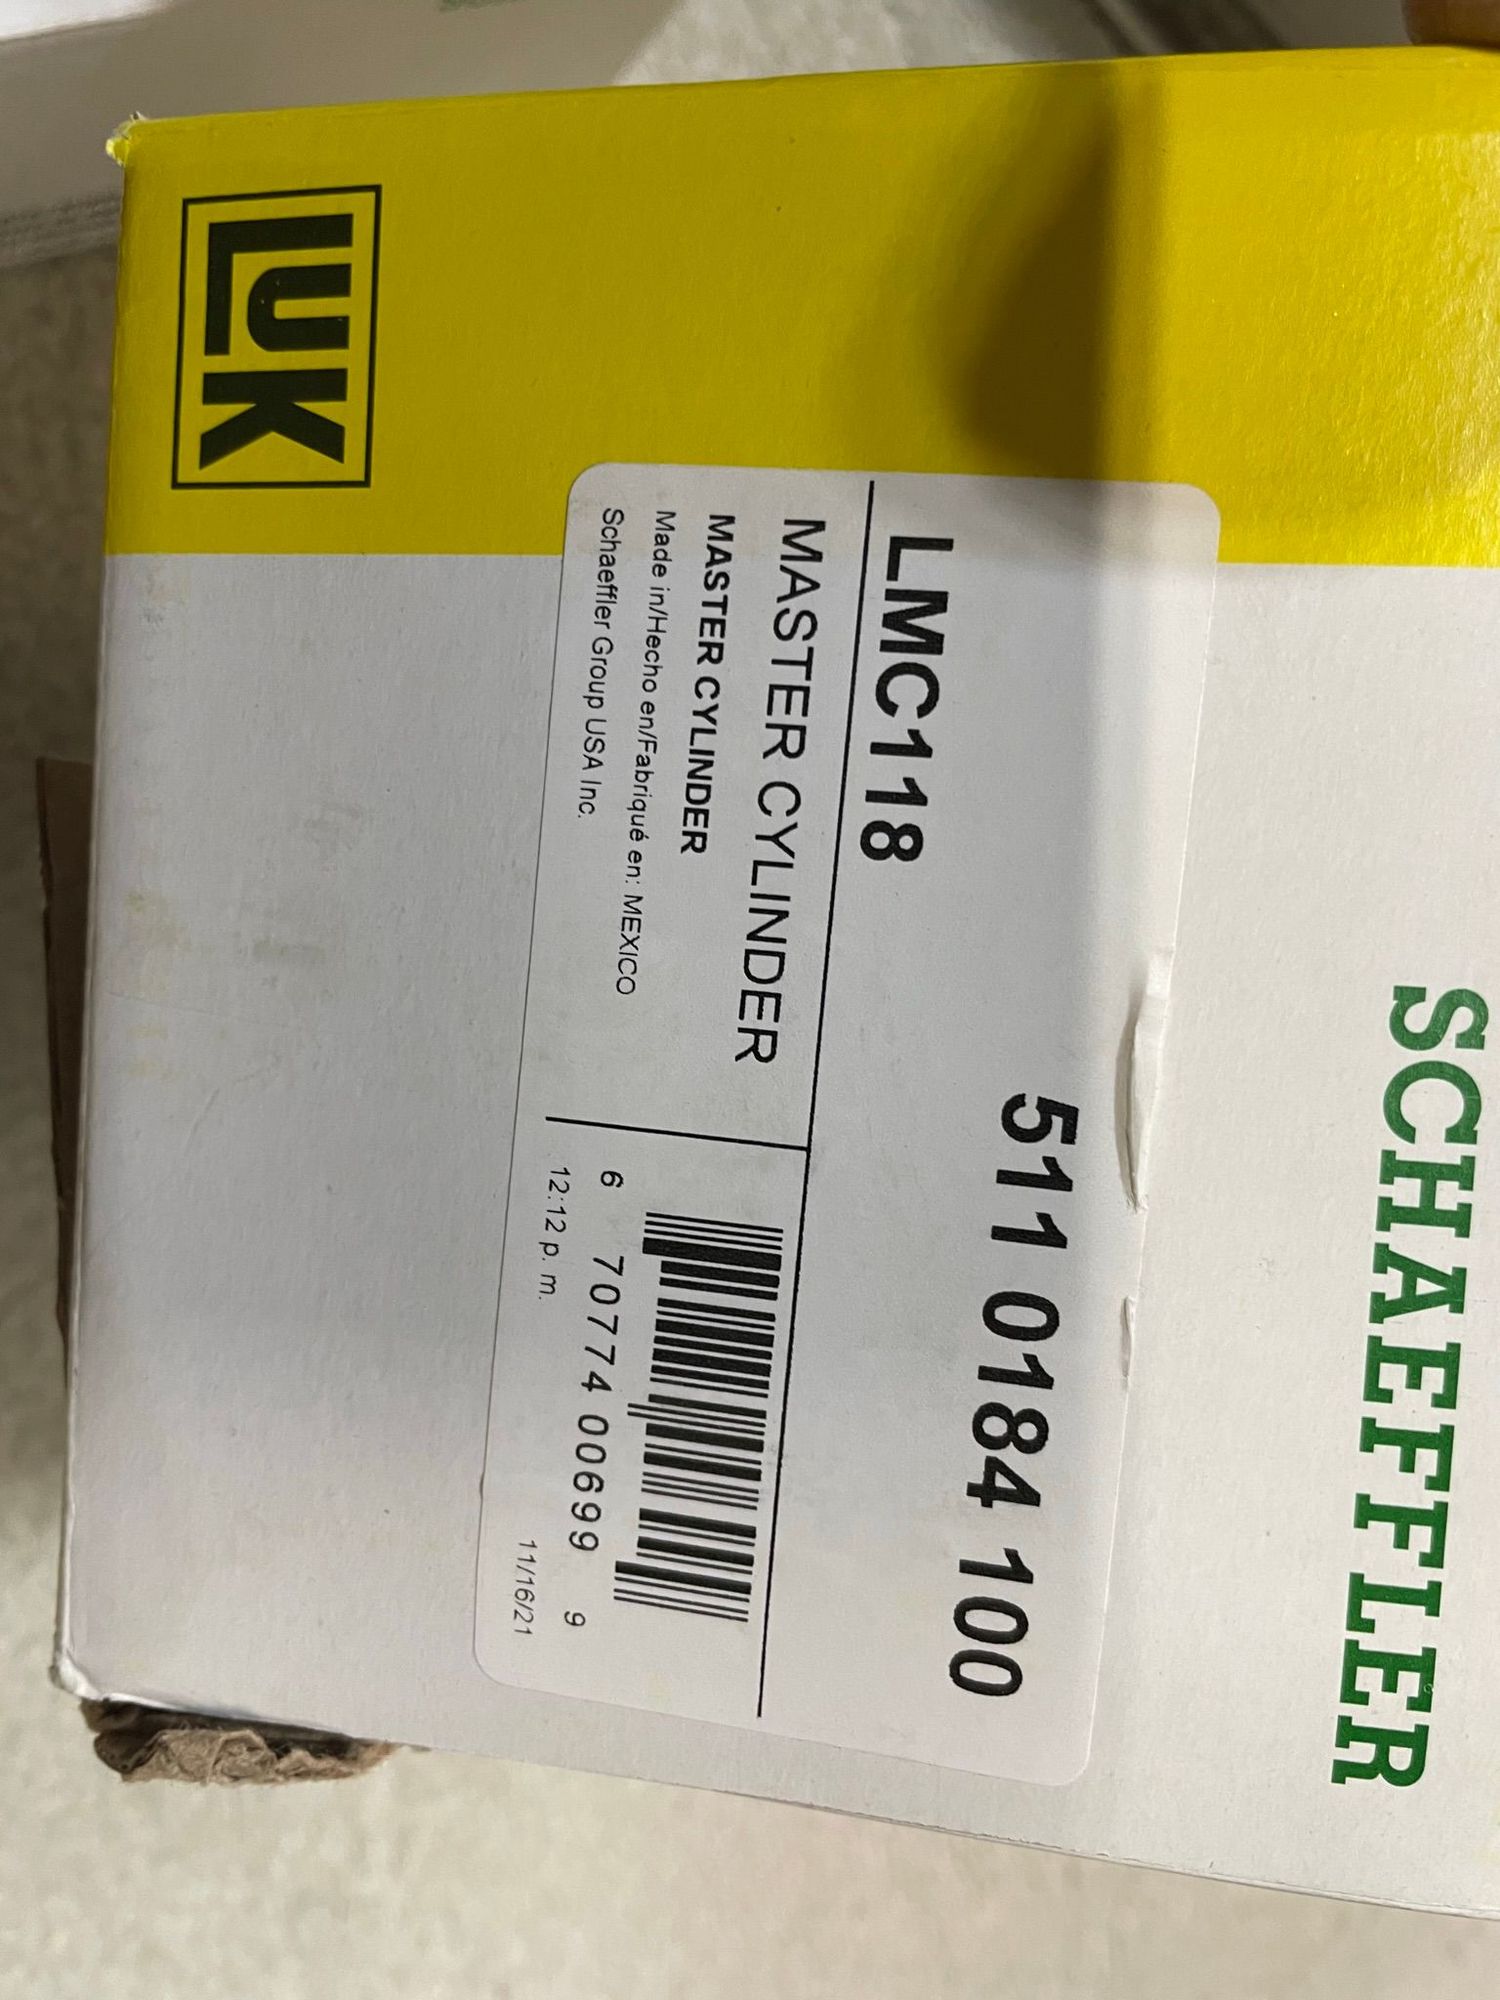 SCHAEFFLER
LUK
511 0184 100
LMC118
MASTER CYLINDER
MASTER CYLINDER
Made in/Hecho en/Fabriqué en: MEXICO
Schaeffler Group USA Inc.
6 70774 00699 9
12:12 p. m. 11/16/21